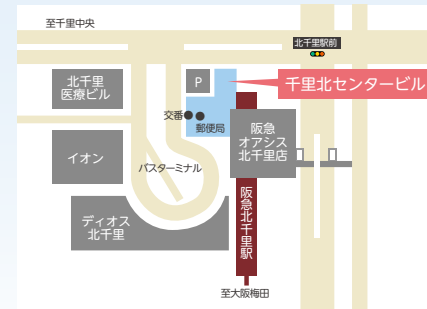 至千里中央
北千里駅前
北千里
医療ビル
P
千里北センタービル
交番
郵便局
阪急
オアシス
北千里店
イオン
バスターミナル
ディオス
北千里
阪急北千里駅
至大阪梅田